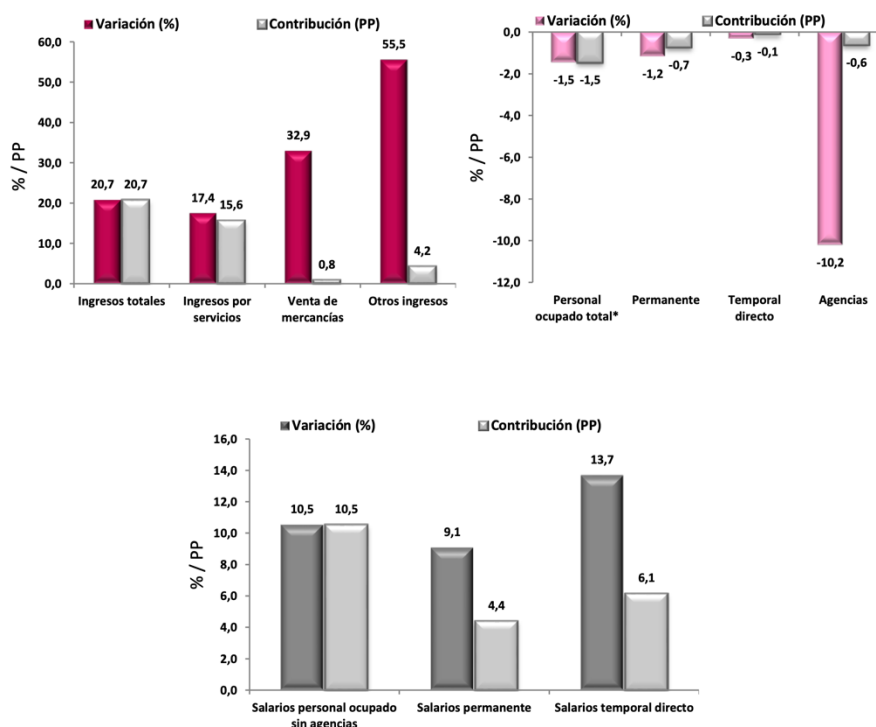 Variación (%) Contribución (PP)
60,0
50,0
40,0
30,0
20,0
10,0
0,0
% / PP
20,7 20,7
17,4 15,6
32,9 0,8
55,5 4,2
Ingresos totales
Ingresos por
servicios
Venta de
mercancías
Otros ingresos
Variación (%) Contribución (PP)
0,0
-2,0
-4,0
-6,0
-8,0
-10,0
-12,0
% / PP
-1,5 -1,5
-1,2 -0,7
-0,3 -0,1
-10,2 -0,6
Personal
ocupado total*
Permanente
Temporal
directo
Agencias
Variación (%) Contribución (PP)
16,0
14,0
12,0
10,0
8,0
6,0
4,0
2,0
0,0
% / PP
10,5 10,5
9,1 4,4
13,7 6,1
Salarios personal ocupado
sin agencias
Salarios permanente
Salarios temporal directo